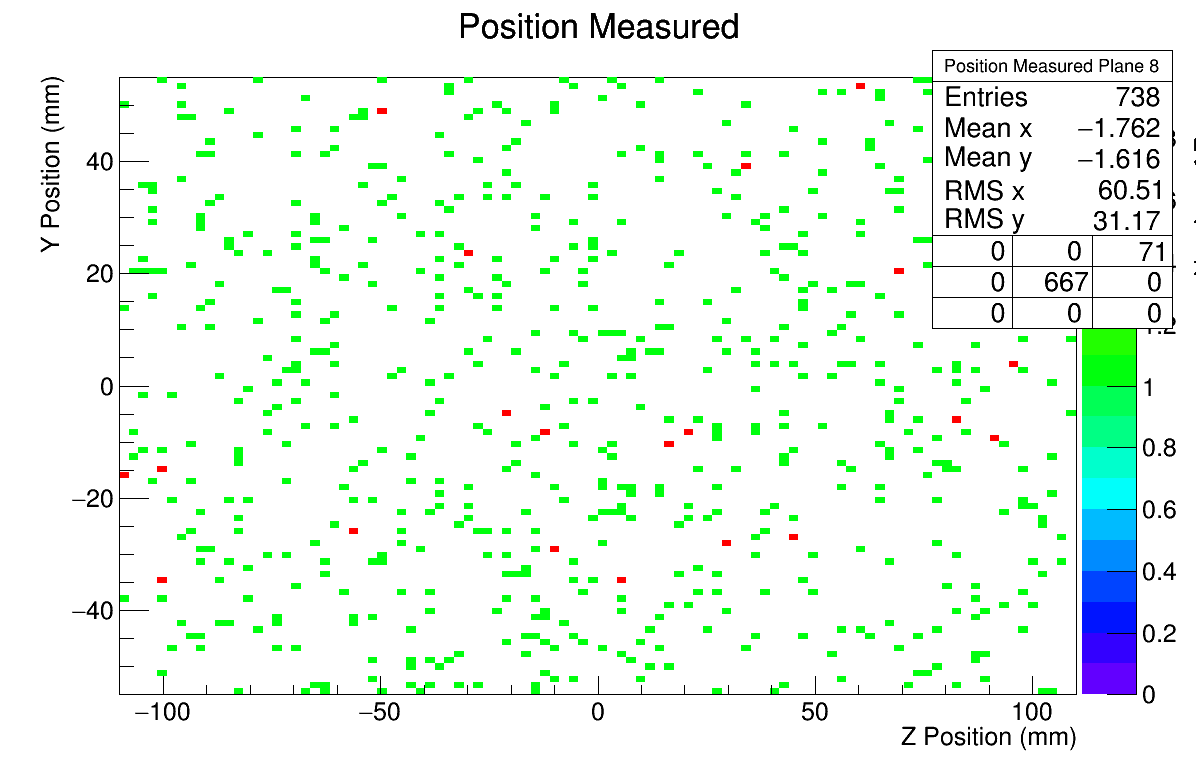 Position Measured
Position Measured Plane 8
Entries 738
Mean x −1.762
Mean y −1.616
RMS x 60.51
RMS y 31.17
0 0 71
0 667 0
0 0 0
Y Position (mm)
40
20
0
−20
−40
−100 −50 0 50 100
Z Position (mm)
1
0.8
0.6
0.4
0.2
0